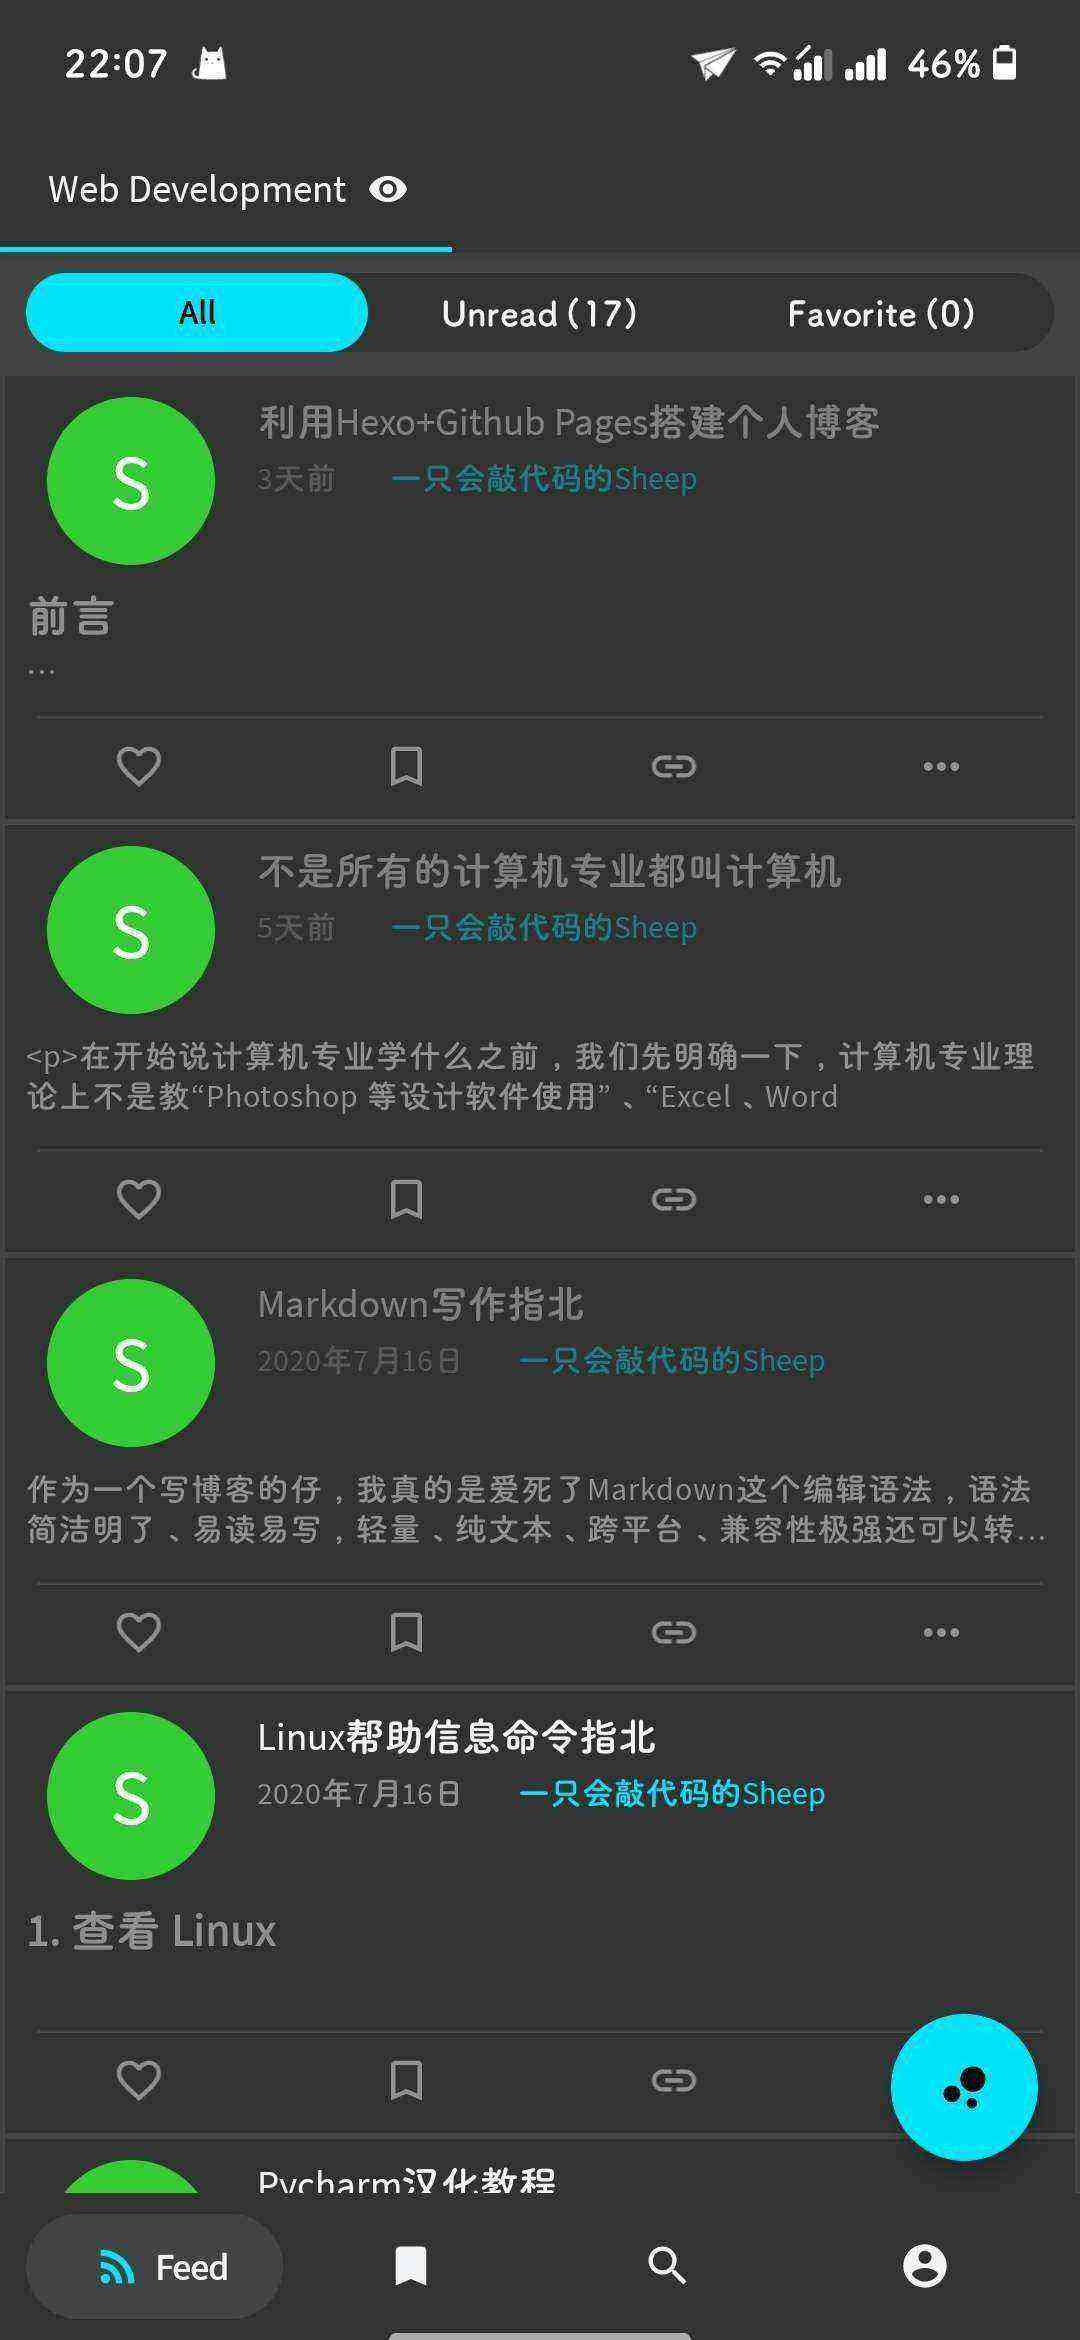 22:07
46%
Web Development
All
Unread (17)
Favorite (0)
S
利用Hexo+Github Pages搭建个人博客
3天前 一只会敲代码的Sheep
前言
...
S
不是所有的计算机专业都叫计算机
5天前 一只会敲代码的Sheep
<p>在开始说计算机专业学什么之前，我们先明确一下，计算机专业理
论上不是教“Photoshop 等设计软件使用”、“Excel、Word
S
Markdown写作指北
2020年7月16日 一只会敲代码的Sheep
作为一个写博客的仔，我真的是爱死了Markdown这个编辑语法，语法
简洁明了、易读易写，轻量、纯文本、跨平台、兼容性极强还可以转...
S
Linux帮助信息命令指北
2020年7月16日 一只会敲代码的Sheep
1. 查看 Linux
Pycharm汉化教程
Feed